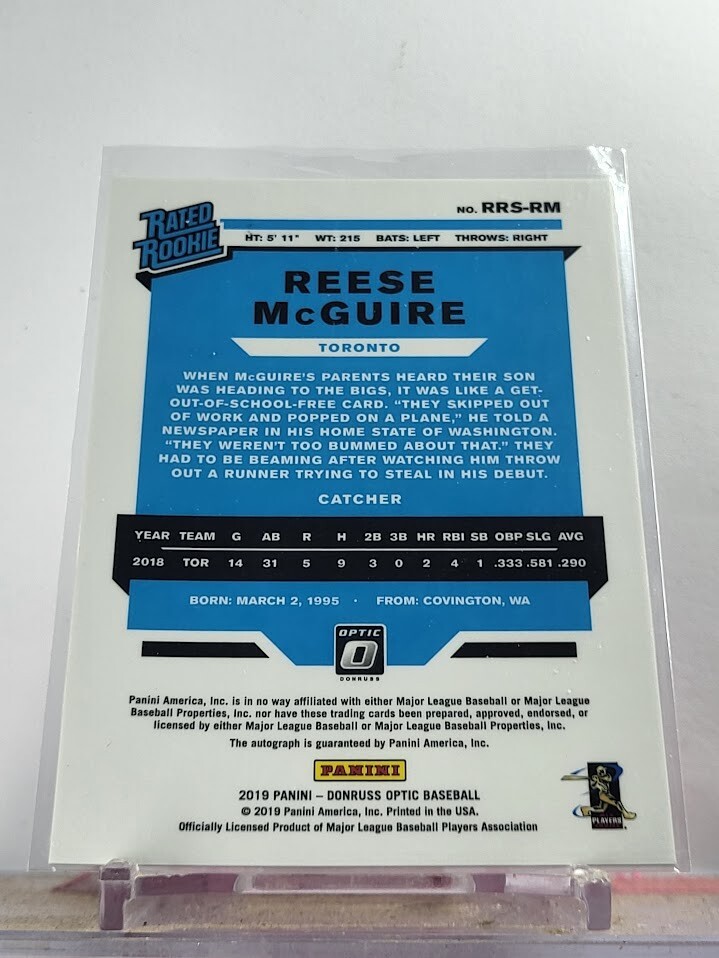 RATED
ROOKIE
NO. RRS-RM
HT: 5' 11" WT: 215 BATS: LEFT THROWS: RIGHT
REESE
McGUIRE
TORONTO
WHEN McGUIRE'S PARENTS HEARD THEIR SON
WAS HEADING TO THE BIGS, IT WAS LIKE A GET-
OUT-OF-SCHOOL-FREE CARD. "THEY SKIPPED OUT
OF WORK AND POPPED ON A PLANE," HE TOLD A
NEWSPAPER IN HIS HOME STATE OF WASHINGTON.
"THEY WEREN'T TOO BUMMED ABOUT THAT." THEY
HAD TO BE BEAMING AFTER WATCHING HIM THROW
OUT A RUNNER TRYING TO STEAL IN HIS DEBUT.
CATCHER
YEAR TEAM G AB R H 2B 3B HR RBI SB OBP SLG AVG
2018 TOR 14 31 5 9 3 0 2 4 1 .333 .581 .290
BORN: MARCH 2, 1995 · FROM: COVINGTON, WA
OPTIC
O
DONRUSS
Panini America, Inc. is in no way affiliated with either Major League Baseball or Major League
Baseball Properties, Inc. nor have these trading cards been prepared, approved, endorsed, or
licensed by either Major League Baseball or Major League Baseball Properties, Inc.
The autograph is guaranteed by Panini America, Inc.
PANINI
2019 PANINI – DONRUSS OPTIC BASEBALL
© 2019 Panini America, Inc. Printed in the USA.
Officially Licensed Product of Major League Baseball Players Association
PLAYERS